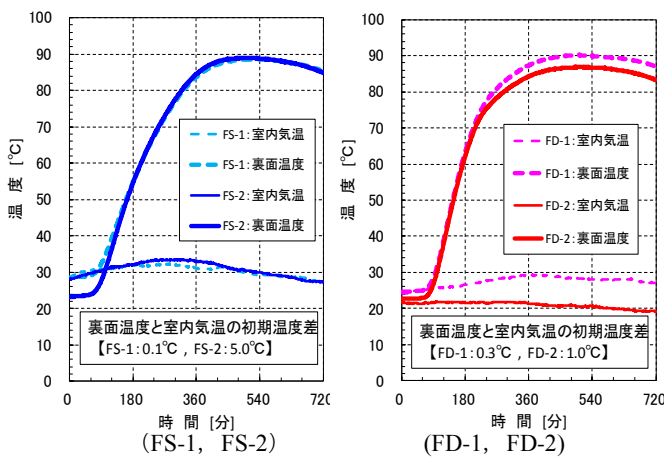 100
90
80
70
60
50
40
30
20
10
0
温 度 [℃]
FS-1：室内気温
FS-1：裏面温度
FS-2：室内気温
FS-2：裏面温度
裏面温度と室内気温の初期温度差
【FS-1：0.1℃ , FS-2：5.0℃】
0 180 360 540 720
時 間 [分]
(FS-1, FS-2)
100
90
80
70
60
50
40
30
20
10
0
温 度 [℃]
FD-1：室内気温
FD-1：裏面温度
FD-2：室内気温
FD-2：裏面温度
裏面温度と室内気温の初期温度差
【FD-1：0.3℃ , FD-2：1.0℃】
0 180 360 540 720
時 間 [分]
(FD-1, FD-2)